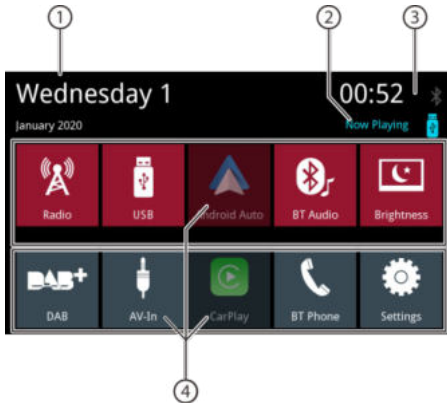 1
2
3
Wednesday 1
00:52
January 2020
Now Playing
Radio
USB
Android Auto
BT Audio
Brightness
DAB+
DAB
AV-In
CarPlay
BT Phone
Settings
4